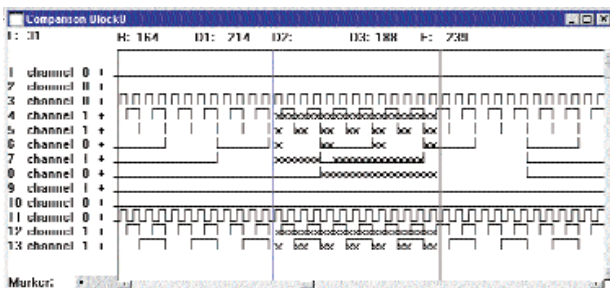 Comparison Block0
T: 31 R: 164 D1: 214 D2: D3: 188 E: 239
1 channel 0 +
2 channel 0 +
3 channel 0 +
4 channel 1 +
5 channel 1 +
6 channel 0 +
7 channel 1 +
8 channel 0 +
9 channel 1 +
10 channel 0 +
11 channel 0 +
12 channel 1 +
13 channel 1 +
Marker: